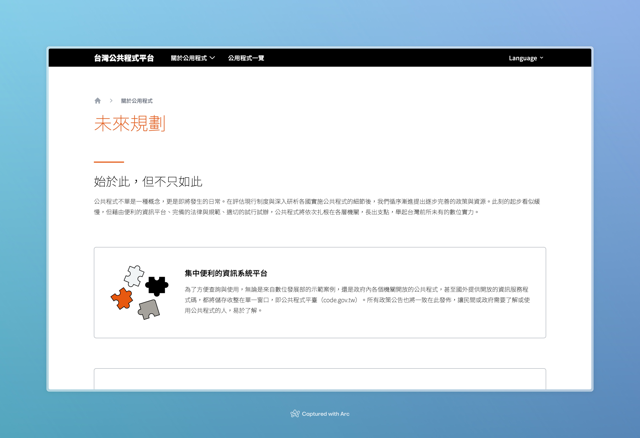 台灣公共程式平台 關於公用程式 公用程式一覽 Language
關於公用程式
未來規劃
始於此，但不只如此
公共程式不單是一種概念，更是即將發生的日常。在評估現行制度與深入研析各國實施公共程式的細節後，我們循序漸進提出逐步完善的政策與資源。此刻的起步看似緩
慢，但藉由便利的資訊平台、完備的法律與規範、適切的試行試辦，公共程式將依次扎根在各層機關，長出支點，舉起台灣前所未有的數位實力。
集中便利的資訊系統平台
為了方便查詢與使用，無論是來自數位發展部的示範案例，還是政府內各個機關開放的公共程式，甚至國外提供開放的資訊服務程
式碼，都將儲存收整在單一窗口，即公共程式平臺（code.gov.tw）。所有政策公告也將一致在此發佈，讓民間或政府需要了解或使
用公共程式的人，易於了解。
Captured with Arc